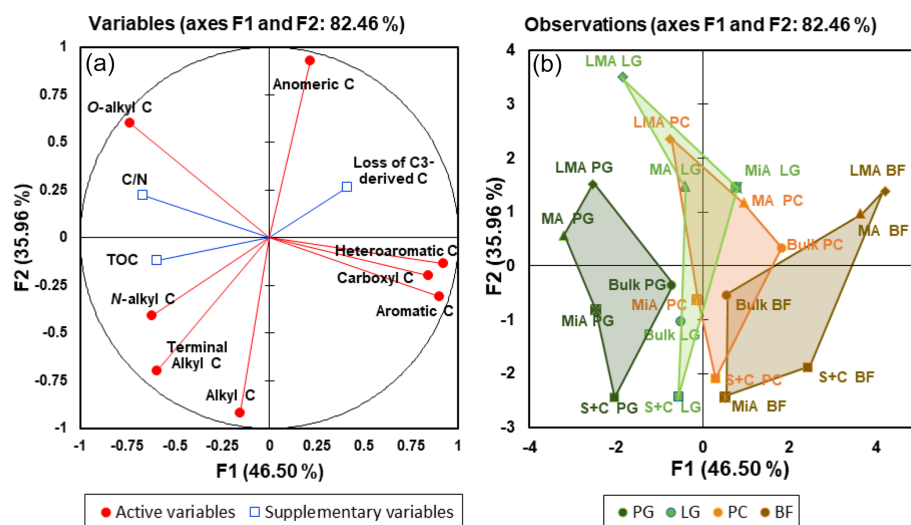 Variables (axes F1 and F2: 82.46 %)
(a)
1
0.75
0.5
0.25
0
-0.25
-0.5
-0.75
-1
F2 (35.96 %)
Anomeric C
O-alkyl C
C/N
Loss of C3-
derived C
TOC
Heteroaromatic C
Carboxyl C
Aromatic C
N-alkyl C
Terminal
Alkyl C
Alkyl C
-1 -0.75 -0.5 -0.25 0 0.25 0.5 0.75 1
F1 (46.50 %)
Active variables Supplementary variables
Observations (axes F1 and F2: 82.46 %)
(b)
4
3
2
1
0
-1
-2
-3
F2 (35.96 %)
LMA LG
LMA PC
LMA PG
MA LG
MiA LG
LMA BF
MA PC
MA PG
MA BF
Bulk PC
Bulk PG
MiA PC
Bulk BF
MiA PG
Bulk LG
S+C PC
S+C BF
S+C PG
S+C LG
MiA BF
-4 -2 0 2 4
F1 (46.50 %)
PG LG PC BF